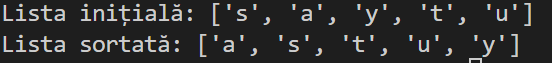 Lista inițială: ['s', 'a', 'y', 't', 'u']
Lista sortată: ['a', 's', 't', 'u', 'y']